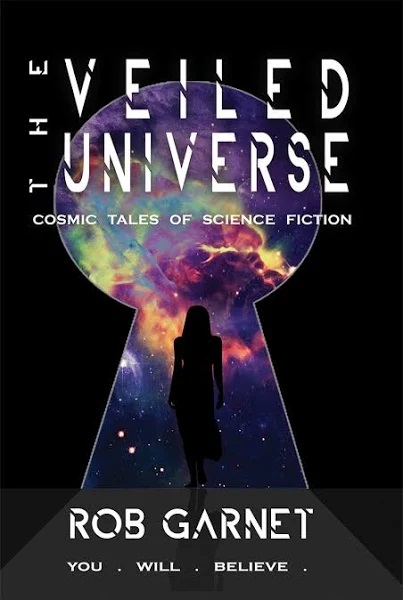 THE
VEILED
UNIVERSE
COSMIC TALES OF SCIENCE FICTION
ROB GARNET
YOU . WILL . BELIEVE .